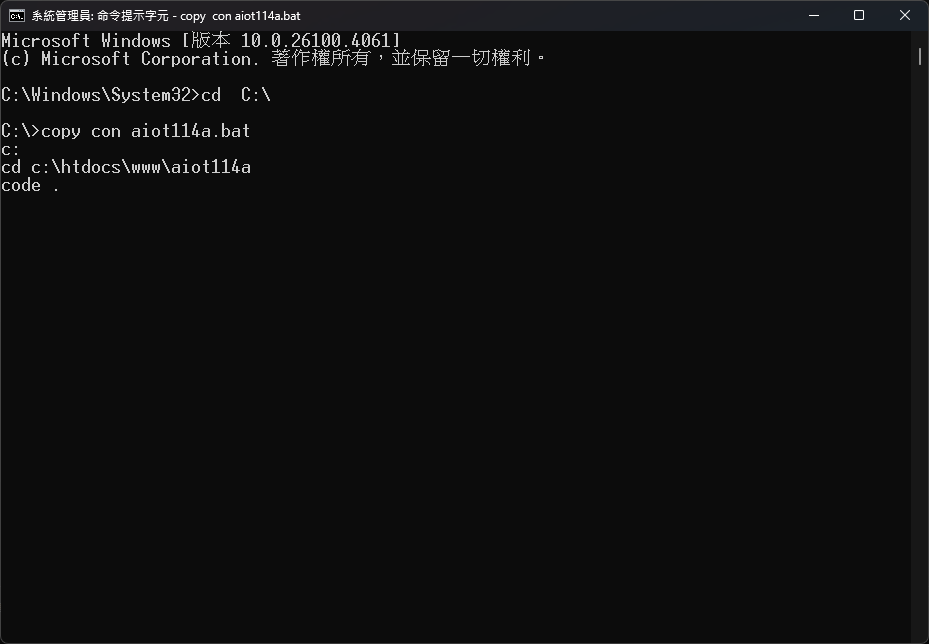 系統管理員: 命令提示字元 - copy  con aiot114a.bat
Microsoft Windows [版本 10.0.26100.4061]
(c) Microsoft Corporation. 著作權所有，並保留一切權利。
C:\Windows\System32>cd  C:\
C:\>copy con aiot114a.bat
c:
cd c:\htdocs\www\aiot114a
code .